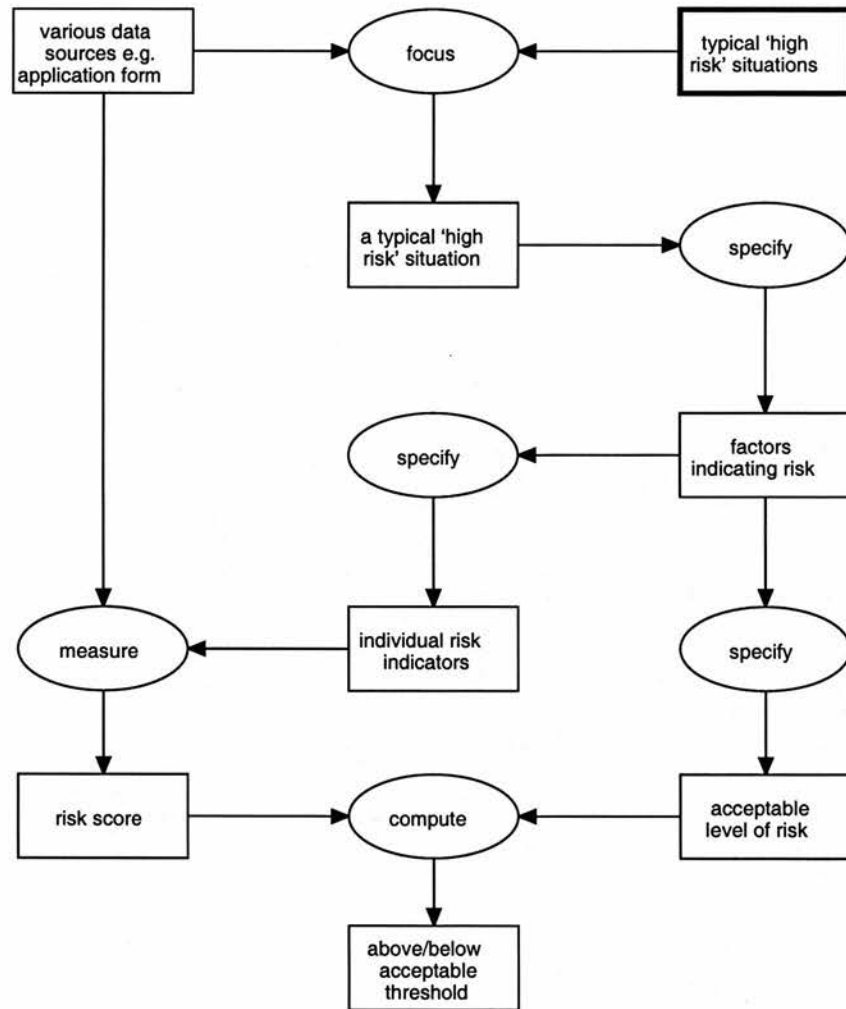 various data
sources e.g.
application form
focus
typical ‘high
risk’ situations
a typical ‘high
risk’ situation
specify
specify
factors
indicating risk
measure
individual risk
indicators
specify
risk score
compute
acceptable
level of risk
above/below
acceptable
threshold